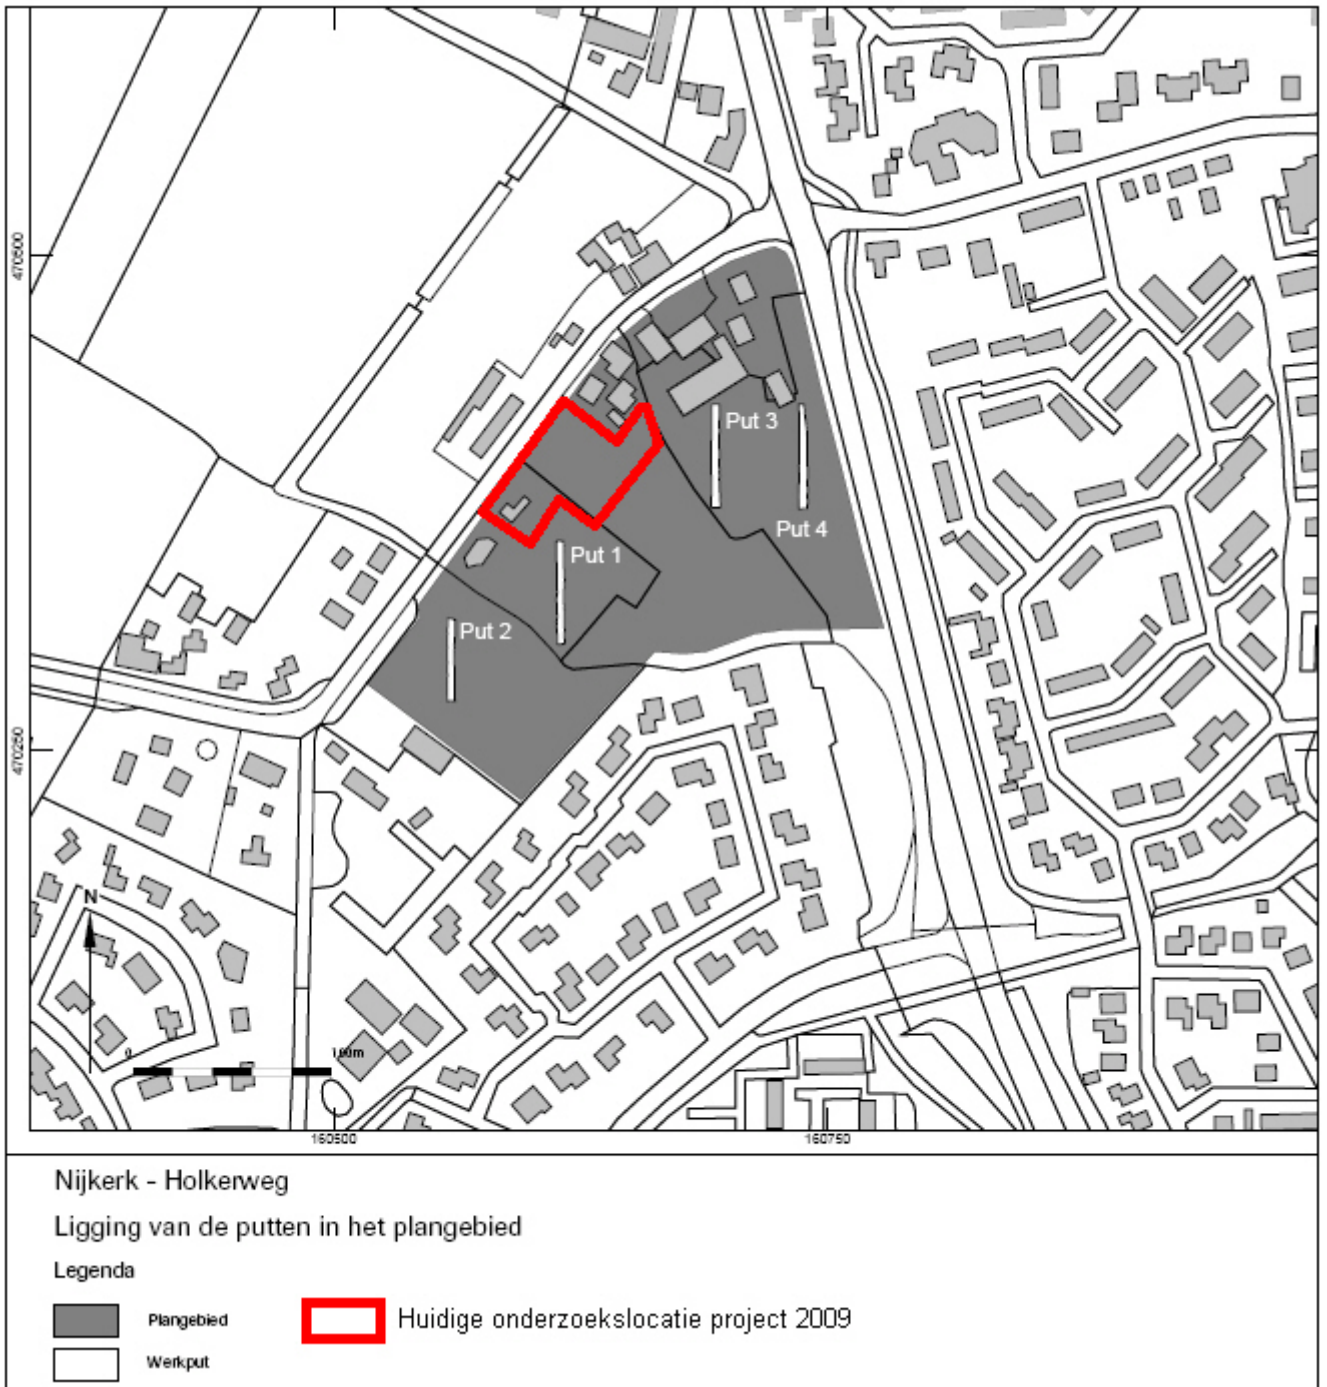 470500
Put 3
Put 4
Put 1
Put 2
470250
N
0
100m
160500
160750
Nijkerk - Holkerweg
Ligging van de putten in het plangebied
Legenda
Plangebied
Huidige onderzoekslocatie project 2009
Werkput